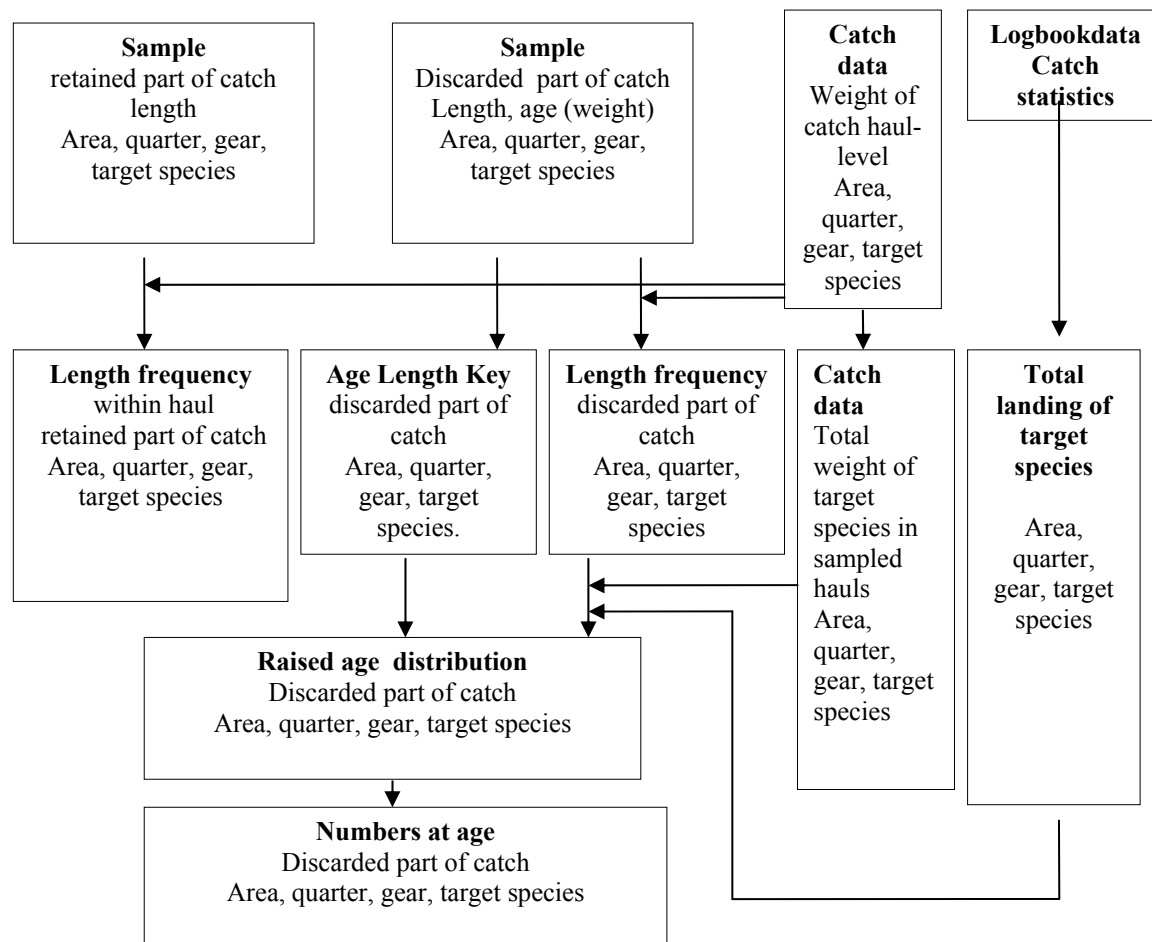 Sample
retained part of catch
length
Area, quarter, gear,
target species
Sample
Discarded  part of catch
Length, age (weight)
Area, quarter, gear,
target species
Catch
data
Weight of
catch haul-
level
Area,
quarter,
gear, target
species
Logbookdata
Catch
statistics
Length frequency
within haul
retained part of catch
Area, quarter, gear,
target species
Age Length Key
discarded part of
catch
Area, quarter,
gear, target
species.
Length frequency
discarded part of
catch
Area, quarter,
gear, target
species
Catch
data
Total
weight of
target
species in
sampled
hauls
Area,
quarter,
gear, target
species
Total
landing of
target
species
Area,
quarter,
gear, target
species
Raised age  distribution
Discarded part of catch
Area, quarter, gear, target species
Numbers at age
Discarded part of catch
Area, quarter, gear, target species